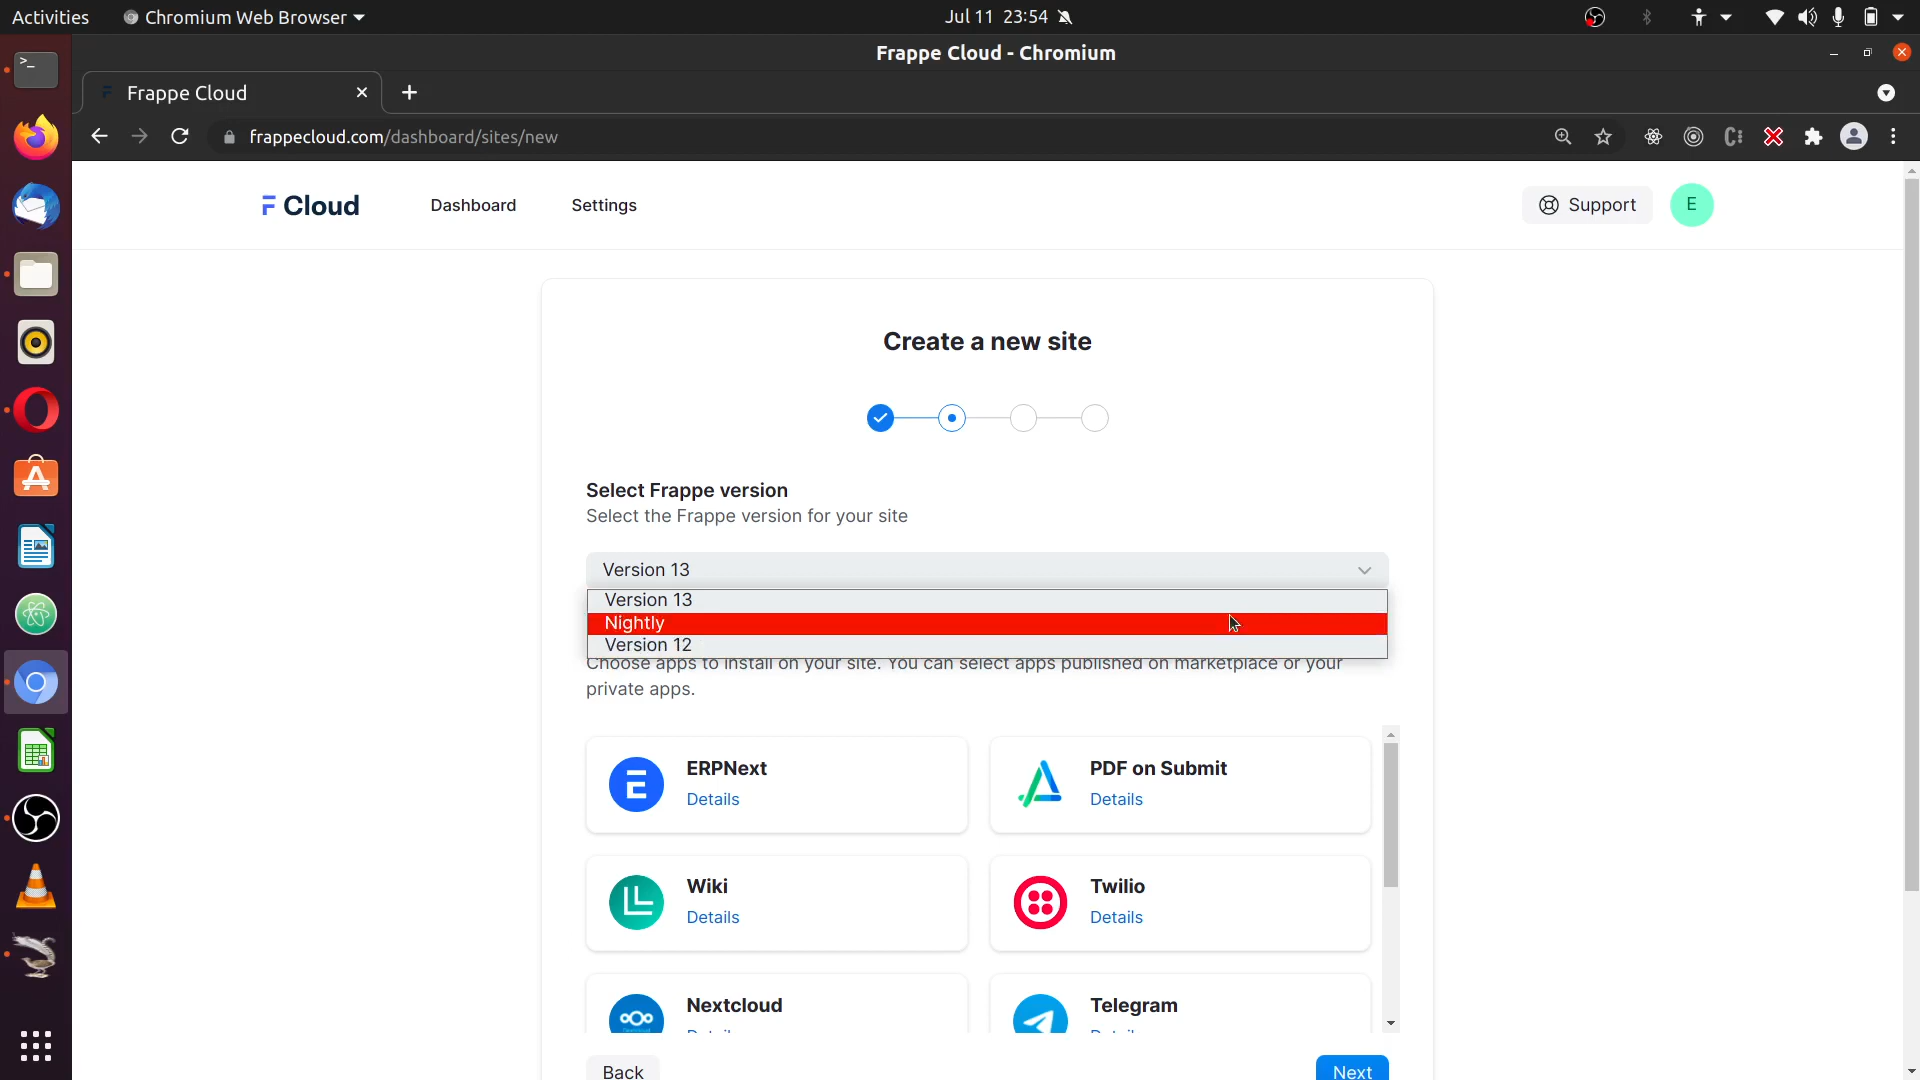 Activities
Chromium Web Browser
Jul 11 23:54
Frappe Cloud - Chromium
Frappe Cloud
frappecloud.com/dashboard/sites/new
Cloud
Dashboard
Settings
Support
E
Create a new site
Select Frappe version
Select the Frappe version for your site
Version 13
Version 13
Nightly
Version 12
Choose apps to install on your site. You can select apps published on marketplace or your
private apps.
ERPNext
Details
PDF on Submit
Details
Wiki
Details
Twilio
Details
Nextcloud
Telegram
Back
Next